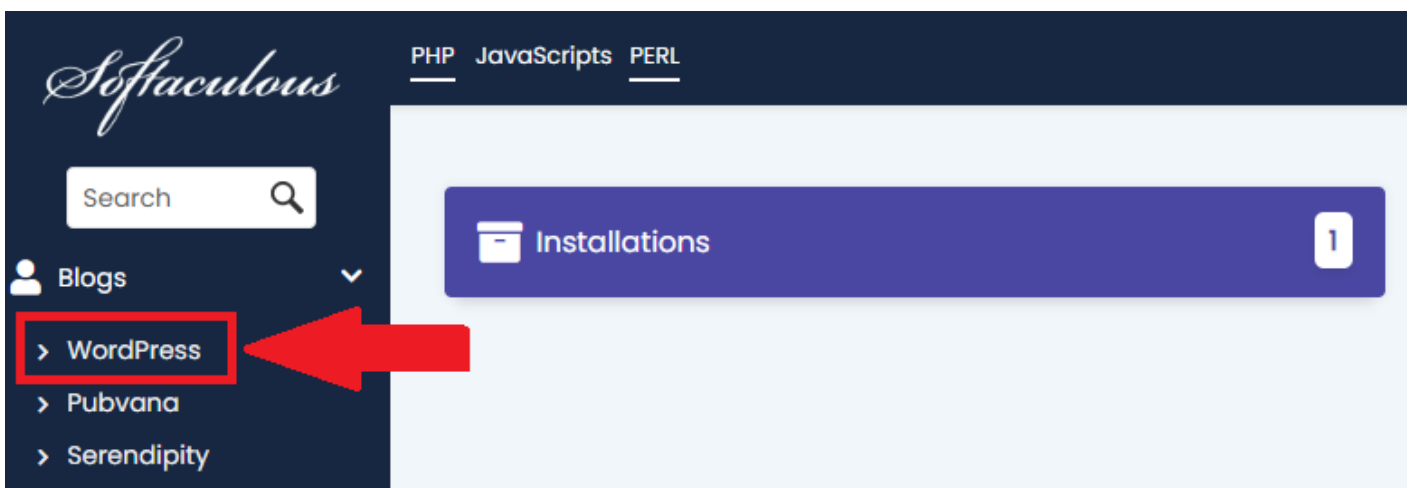 Softaculous
PHP JavaScripts PERL
Search
Installations 1
Blogs
WordPress
Pubvana
Serendipity